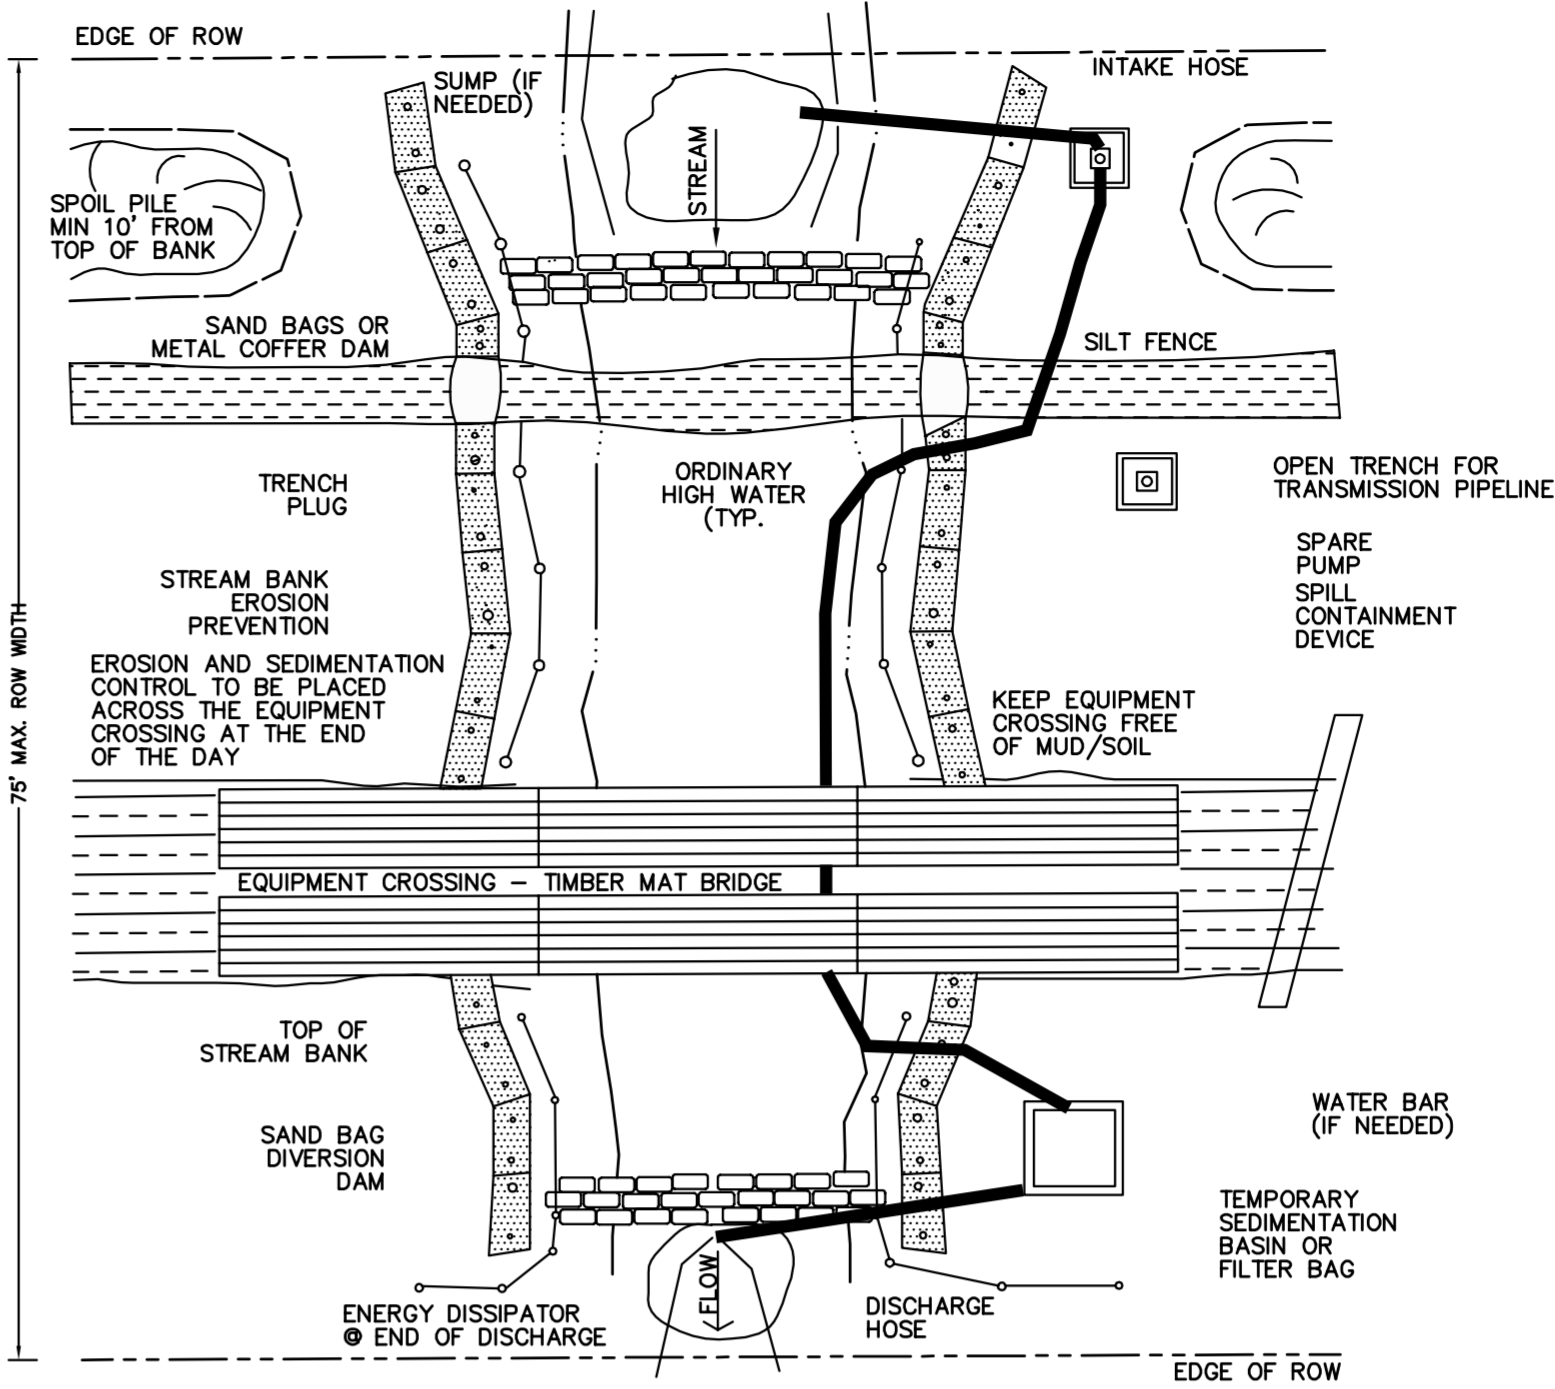 EDGE OF ROW
INTAKE HOSE
SUMP (IF
NEEDED)
STREAM
SPOIL PILE
MIN 10' FROM
TOP OF BANK
SAND BAGS OR
METAL COFFER DAM
SILT FENCE
TRENCH
PLUG
ORDINARY
HIGH WATER
(TYP.
OPEN TRENCH FOR
TRANSMISSION PIPELINE
SPARE
PUMP
SPILL
CONTAINMENT
DEVICE
STREAM BANK
EROSION
PREVENTION
75' MAX. ROW WIDTH
EROSION AND SEDIMENTATION
CONTROL TO BE PLACED
ACROSS THE EQUIPMENT
CROSSING AT THE END
OF THE DAY
KEEP EQUIPMENT
CROSSING FREE
OF MUD/SOIL
EQUIPMENT CROSSING – TIMBER MAT BRIDGE
TOP OF
STREAM BANK
WATER BAR
(IF NEEDED)
SAND BAG
DIVERSION
DAM
TEMPORARY
SEDIMENTATION
BASIN OR
FILTER BAG
FLOW
ENERGY DISSIPATOR
@ END OF DISCHARGE
DISCHARGE
HOSE
EDGE OF ROW